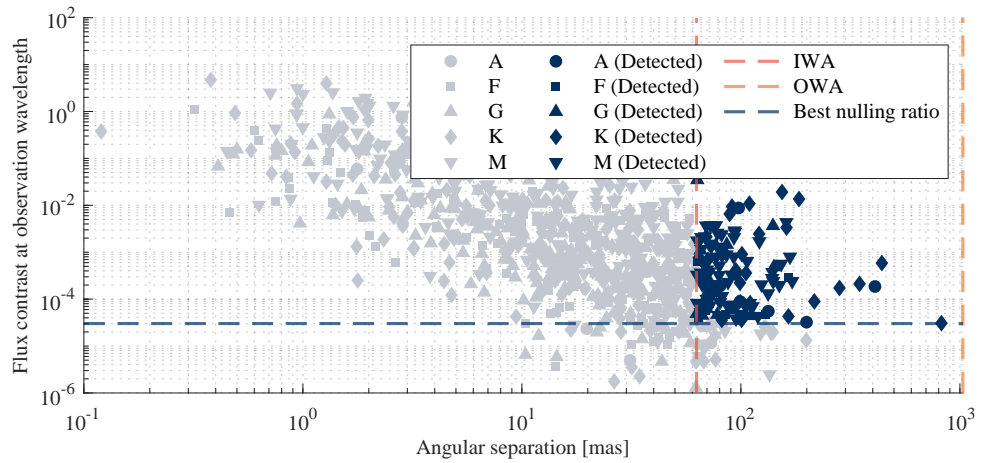 10^2
10^0
10^-2
10^-4
10^-6
Flux contrast at observation wavelength
A
F
G
K
M
A (Detected)
F (Detected)
G (Detected)
K (Detected)
M (Detected)
IWA
OWA
Best nulling ratio
10^-1 10^0 10^1 10^2 10^3
Angular separation [mas]